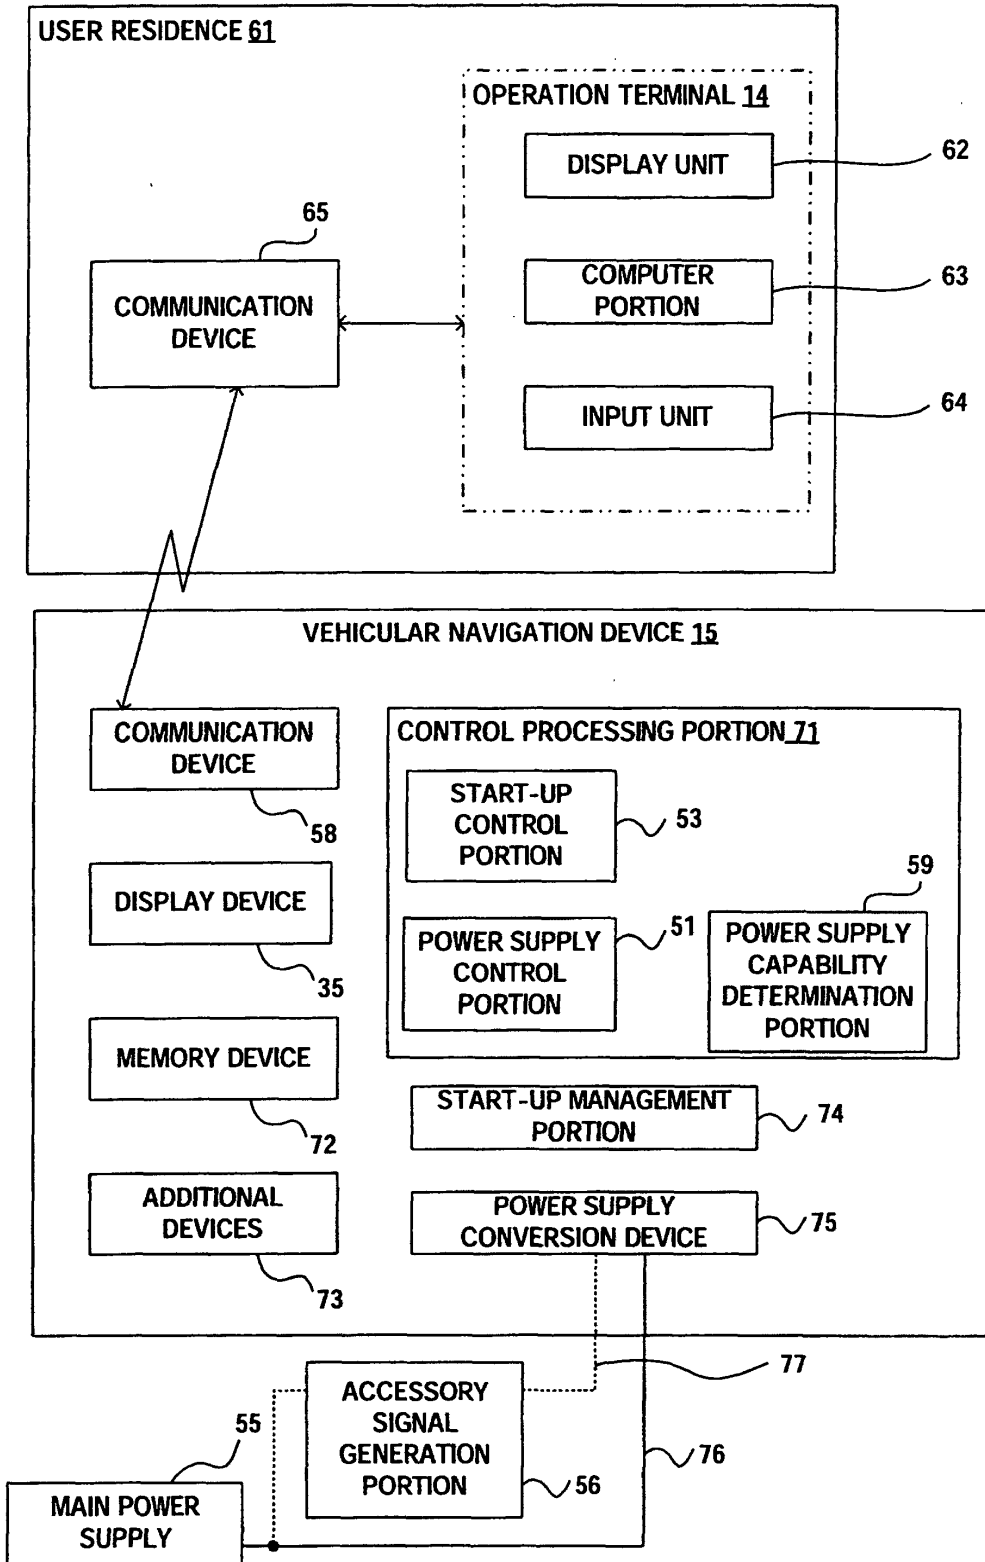 USER RESIDENCE 61
OPERATION TERMINAL 14
DISPLAY UNIT
62
65
COMMUNICATION
DEVICE
COMPUTER
PORTION
63
INPUT UNIT
64
VEHICULAR NAVIGATION DEVICE 15
COMMUNICATION
DEVICE
58
CONTROL PROCESSING PORTION 71
START-UP
CONTROL
PORTION
53
DISPLAY DEVICE
35
POWER SUPPLY
CONTROL
PORTION
51
59
POWER SUPPLY
CAPABILITY
DETERMINATION
PORTION
MEMORY DEVICE
72
START-UP MANAGEMENT
PORTION
74
ADDITIONAL
DEVICES
73
POWER SUPPLY
CONVERSION DEVICE
75
77
ACCESSORY
SIGNAL
GENERATION
PORTION
56
76
55
MAIN POWER
SUPPLY